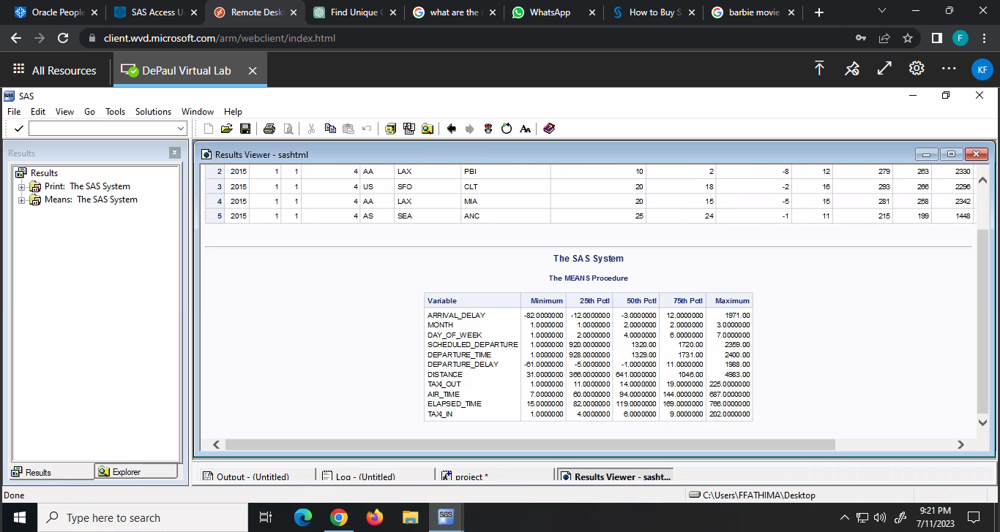 Oracle People
SAS Access U
Remote Desk
Find Unique
what are the
WhatsApp
How to Buy S
barbie movie
client.wvd.microsoft.com/arm/webclient/index.html
F
All Resources
DePaul Virtual Lab
KF
sas SAS
File Edit View Go Tools Solutions Window Help
Results
Results
Print: The SAS System
Means: The SAS System
Results
Explorer
Results Viewer - sashtml
2 2015 1 1 4 AA LAX PBI 10 2 -8 12 279 263 2330
3 2015 1 1 4 US SFO CLT 20 18 -2 16 293 266 2296
4 2015 1 1 4 AA LAX MIA 20 15 -5 15 281 258 2342
5 2015 1 1 4 AS SEA ANC 25 24 -1 11 215 199 1448
The SAS System
The MEANS Procedure
Variable Minimum 25th Pctl 50th Pctl 75th Pctl Maximum
ARRIVAL_DELAY -82.0000000 -12.0000000 -3.0000000 12.0000000 1971.00
MONTH 1.0000000 1.0000000 2.0000000 2.0000000 3.0000000
DAY_OF_WEEK 1.0000000 2.0000000 4.0000000 6.0000000 7.0000000
SCHEDULED_DEPARTURE 1.0000000 920.0000000 1320.00 1720.00 2359.00
DEPARTURE_TIME 1.0000000 928.0000000 1329.00 1731.00 2400.00
DEPARTURE_DELAY -61.0000000 -5.0000000 -1.0000000 11.0000000 1988.00
DISTANCE 31.0000000 366.0000000 641.0000000 1046.00 4983.00
TAXI_OUT 1.0000000 11.0000000 14.0000000 19.0000000 225.0000000
AIR_TIME 7.0000000 60.0000000 94.0000000 144.0000000 687.0000000
ELAPSED_TIME 15.0000000 82.0000000 119.0000000 169.0000000 766.0000000
TAXI_IN 1.0000000 4.0000000 6.0000000 9.0000000 202.0000000
Output - (Untitled)
Log - (Untitled)
project *
Results Viewer - sasht...
Done
C:\Users\FFATHIMA\Desktop
Type here to search
sas
9:21 PM
7/11/2023